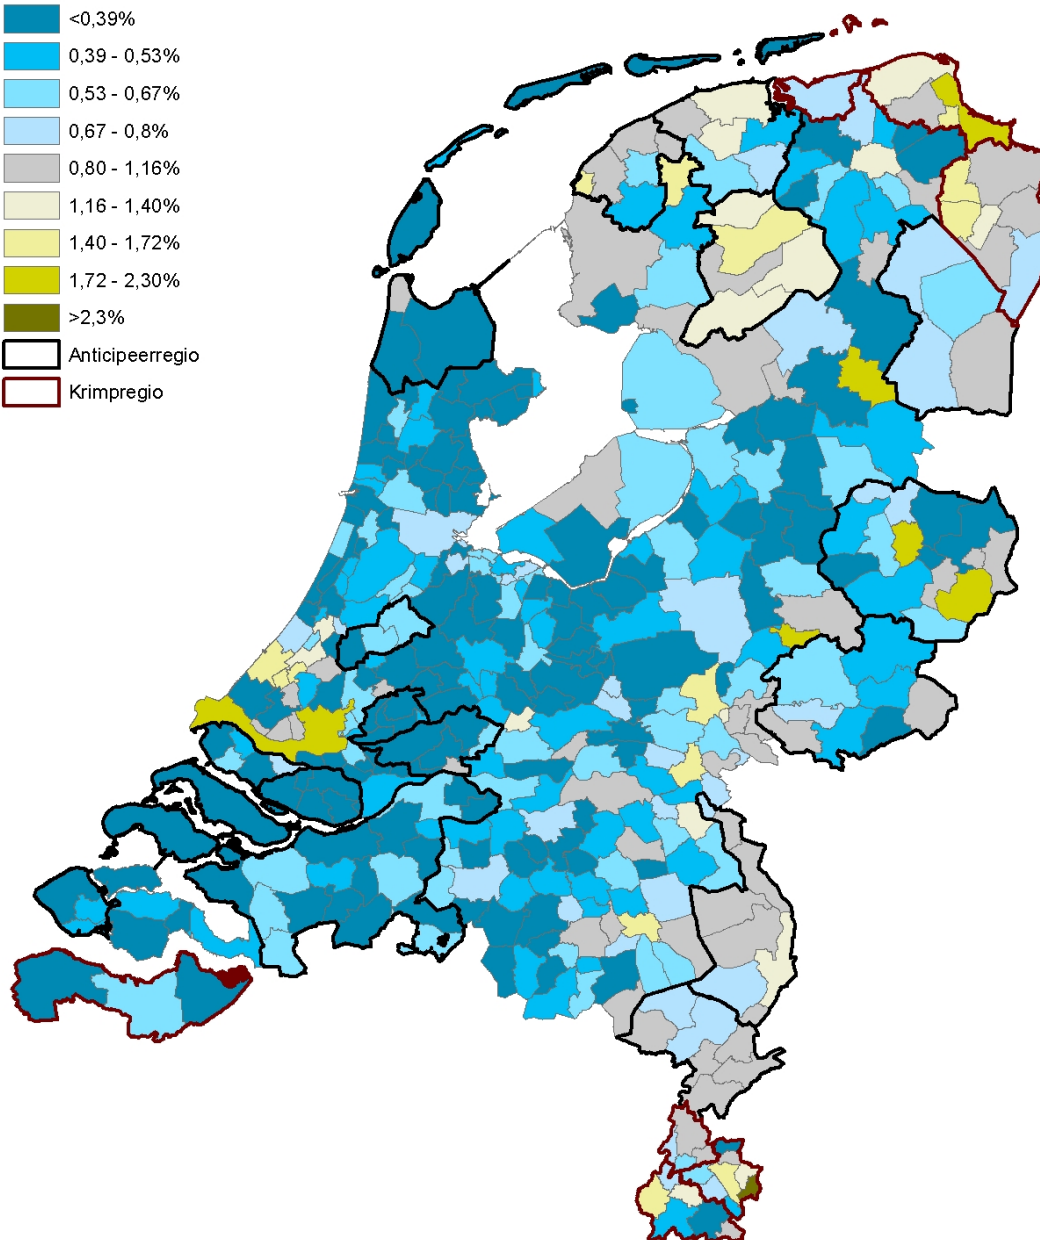 <0,39%
0,39 - 0,53%
0,53 - 0,67%
0,67 - 0,8%
0,80 - 1,16%
1,16 - 1,40%
1,40 - 1,72%
1,72 - 2,30%
>2,3%
Anticipeerregio
Krimpregio